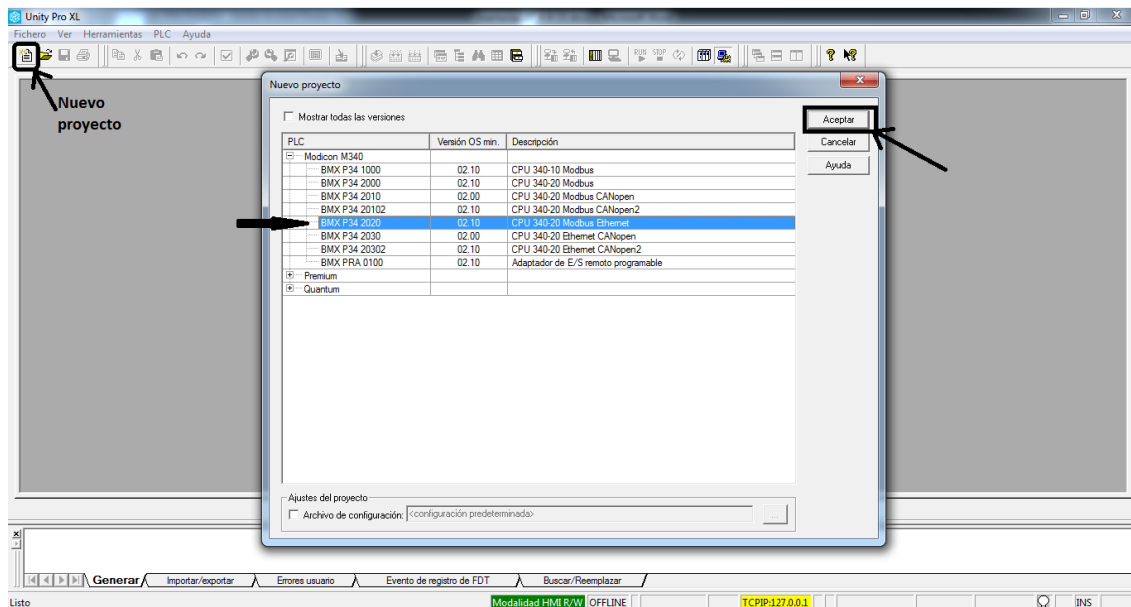 Unity Pro XL
Fichero Ver Herramientas PLC Ayuda
RUN STOP
Nuevo
proyecto
Nuevo proyecto
Mostrar todas las versiones
PLC Versión OS min. Descripción
Modicon M340
BMX P34 1000 02.10 CPU 340-10 Modbus
BMX P34 2000 02.10 CPU 340-20 Modbus
BMX P34 2010 02.00 CPU 340-20 Modbus CANopen
BMX P34 20102 02.10 CPU 340-20 Modbus CANopen2
BMX P34 2020 02.10 CPU 340-20 Modbus Ethernet
BMX P34 2030 02.00 CPU 340-20 Ethernet CANopen
BMX P34 20302 02.10 CPU 340-20 Ethernet CANopen2
BMX PRA 0100 02.10 Adaptador de E/S remoto programable
Premium
Quantum
Aceptar
Cancelar
Ayuda
Ajustes del proyecto
Archivo de configuración: <configuración predeterminada>
...
Generar Importar/exportar Errores usuario Evento de registro de FDT Buscar/Reemplazar
Listo Modalidad HMI R/W OFFLINE TCPIP:127.0.0.1 INS